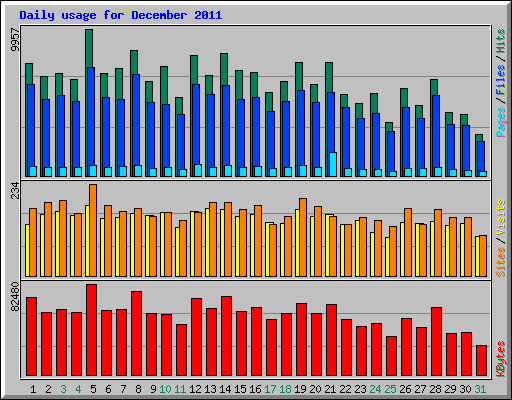 Daily usage for December 2011
9957
Pages/Files/Hits
234
Sites/Visits
82480
KBytes
1 2 3 4 5 6 7 8 9 10 11 12 13 14 15 16 17 18 19 20 21 22 23 24 25 26 27 28 29 30 31